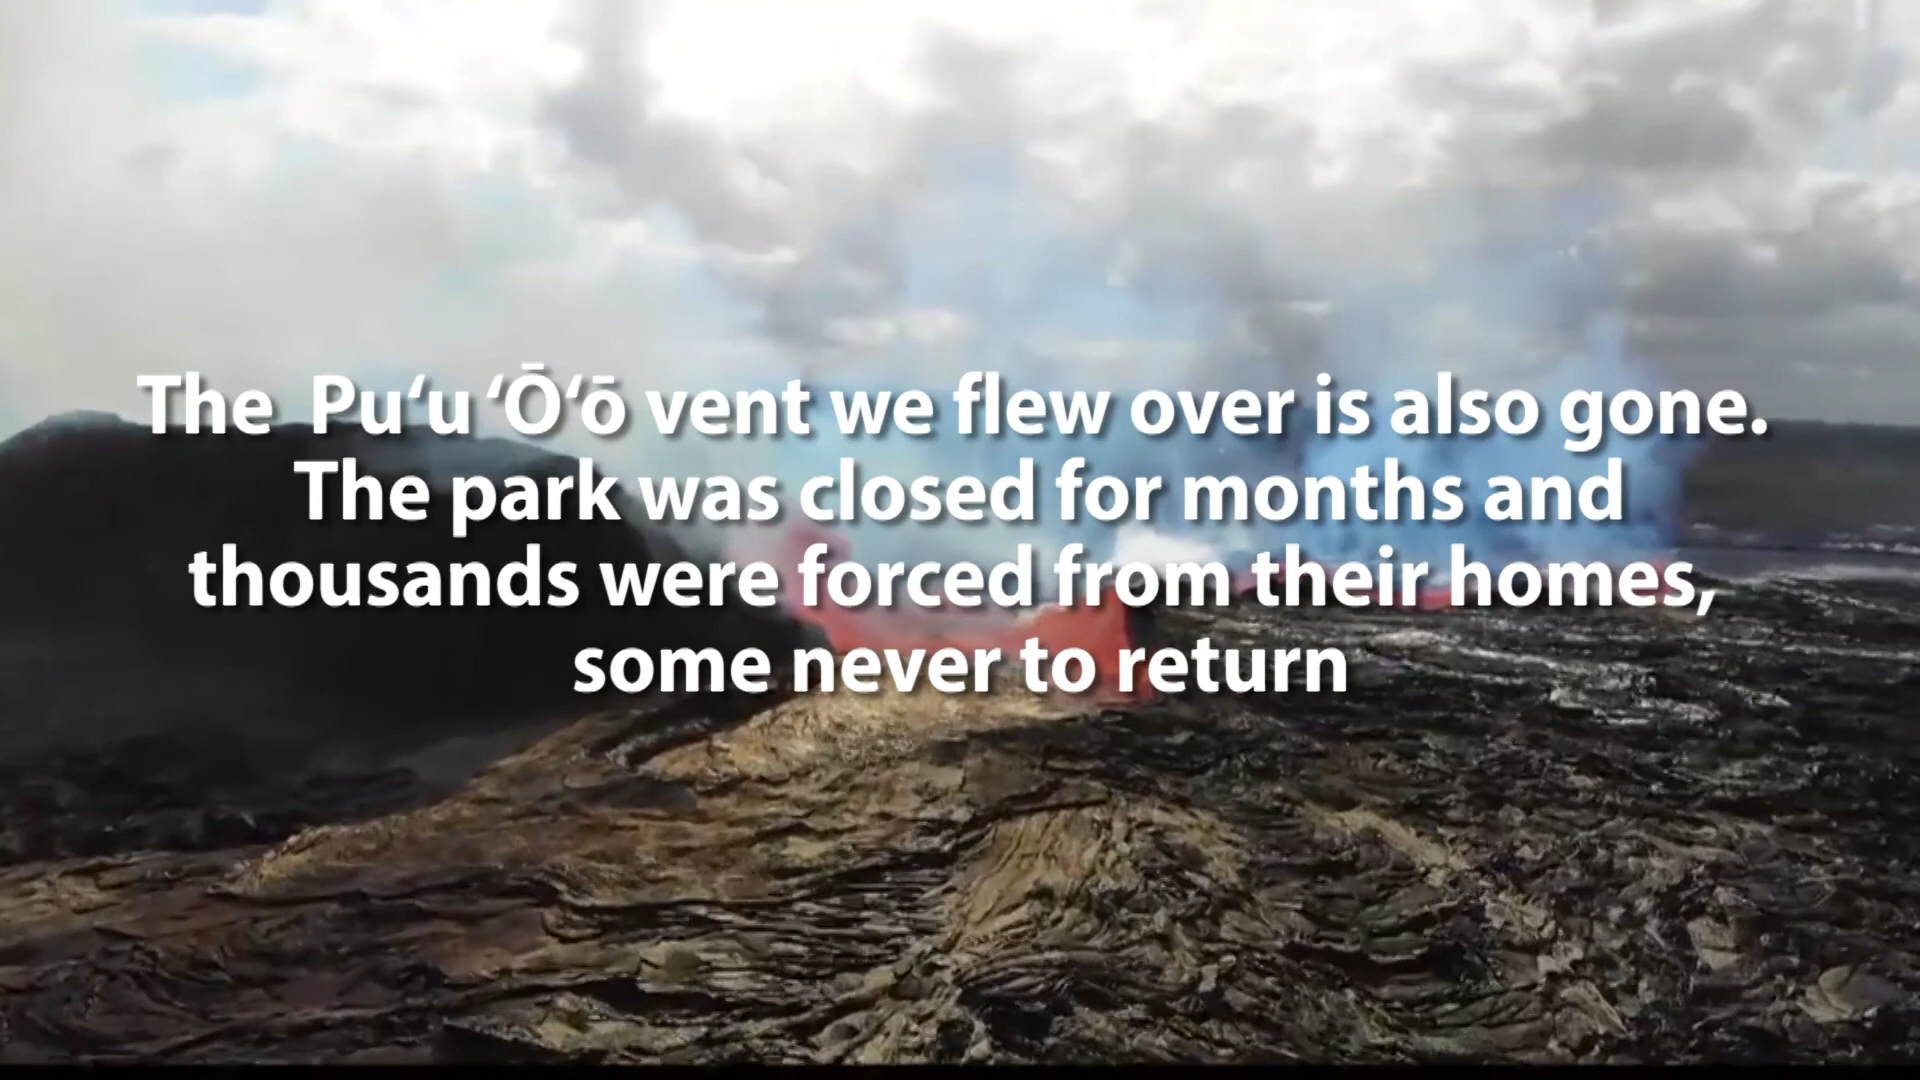 The Pu‘u ‘Ō‘ō vent we flew over is also gone.
The park was closed for months and
thousands were forced from their homes,
some never to return